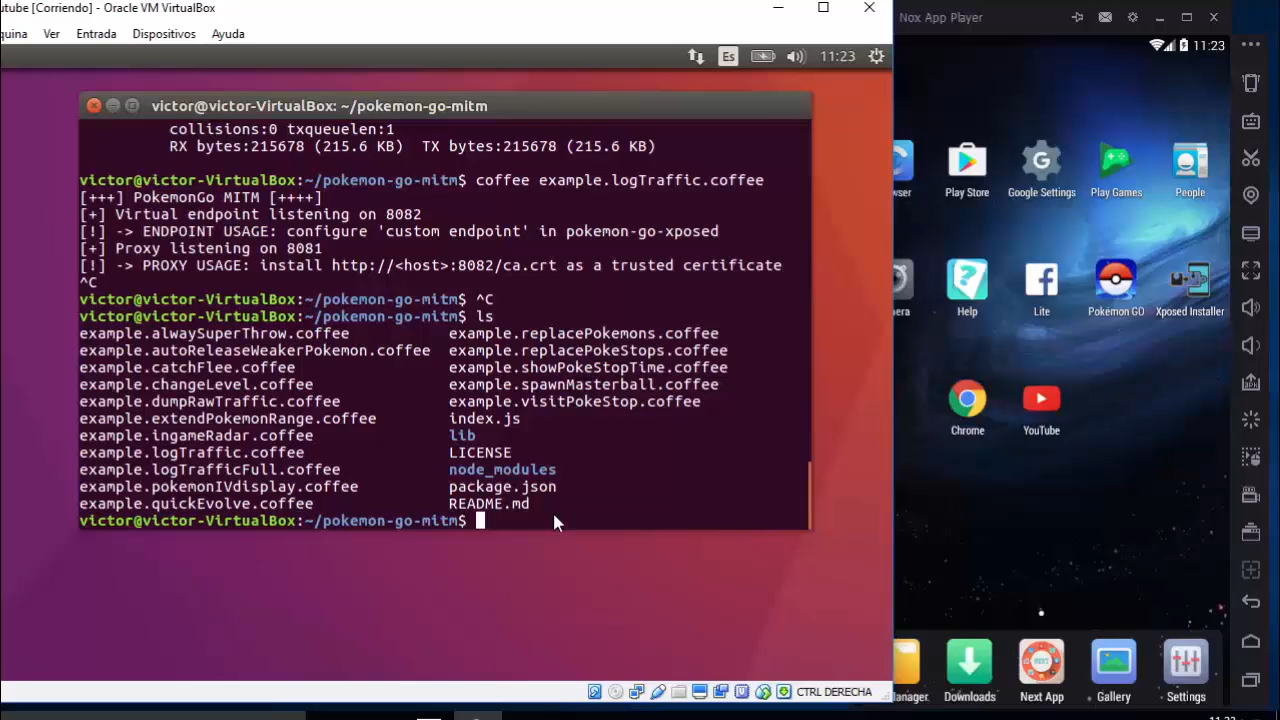 utube [Corriendo] - Oracle VM VirtualBox
quina Ver Entrada Dispositivos Ayuda
Es 11:23
victor@victor-VirtualBox: ~/pokemon-go-mitm
collisions:0 txqueuelen:1
RX bytes:215678 (215.6 KB) TX bytes:215678 (215.6 KB)
victor@victor-VirtualBox:~/pokemon-go-mitm$ coffee example.logTraffic.coffee
[+++] PokemonGo MITM [++++]
[+] Virtual endpoint listening on 8082
[!] -> ENDPOINT USAGE: configure 'custom endpoint' in pokemon-go-xposed
[+] Proxy listening on 8081
[!] -> PROXY USAGE: install http://<host>:8082/ca.crt as a trusted certificate
^C
victor@victor-VirtualBox:~/pokemon-go-mitm$ ^C
victor@victor-VirtualBox:~/pokemon-go-mitm$ ls
example.alwaySuperThrow.coffee example.replacePokemons.coffee
example.autoReleaseWeakerPokemon.coffee example.replacePokeStops.coffee
example.catchFlee.coffee example.showPokeStopTime.coffee
example.changeLevel.coffee example.spawnMasterball.coffee
example.dumpRawTraffic.coffee example.visitPokeStop.coffee
example.extendPokemonRange.coffee index.js
example.ingameRadar.coffee lib
example.logTraffic.coffee LICENSE
example.logTrafficFull.coffee node_modules
example.pokemonIVdisplay.coffee package.json
example.quickEvolve.coffee README.md
victor@victor-VirtualBox:~/pokemon-go-mitm$
CTRL DERECHA
Nox App Player
11:23
wser Play Store Google Settings Play Games People
nera Help Lite Pokémon GO Xposed Installer
Chrome YouTube
lanager Downloads Next App Gallery Settings